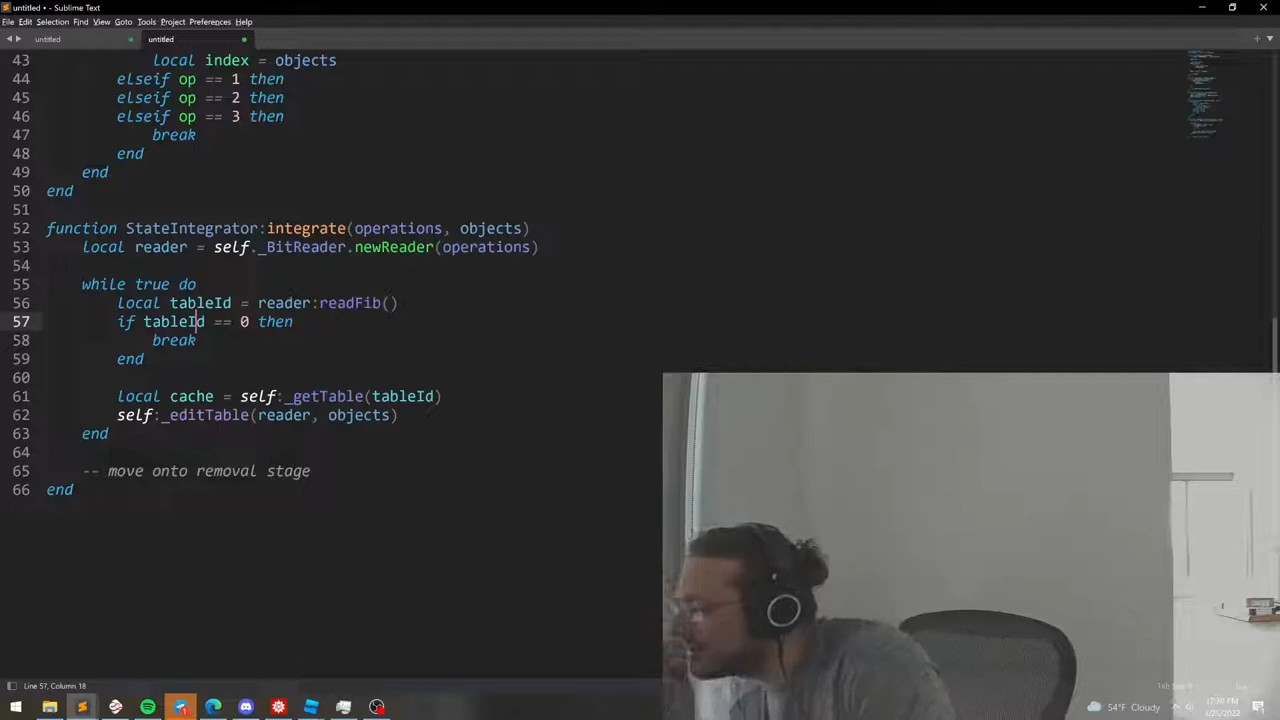 untitled • - Sublime Text
File Edit Selection Find View Goto Tools Project Preferences Help
untitled untitled
43 local index = objects
44 elseif op == 1 then
45 elseif op == 2 then
46 elseif op == 3 then
47 break
48 end
49 end
50 end
51
52 function StateIntegrator:integrate(operations, objects)
53 local reader = self._BitReader.newReader(operations)
54
55 while true do
56 local tableId = reader:readFib()
57 if tableId == 0 then
58 break
59 end
60
61 local cache = self:_getTable(tableId)
62 self:_editTable(reader, objects)
63 end
64
65 -- move onto removal stage
66 end
Line 57, Column 18
54°F Cloudy